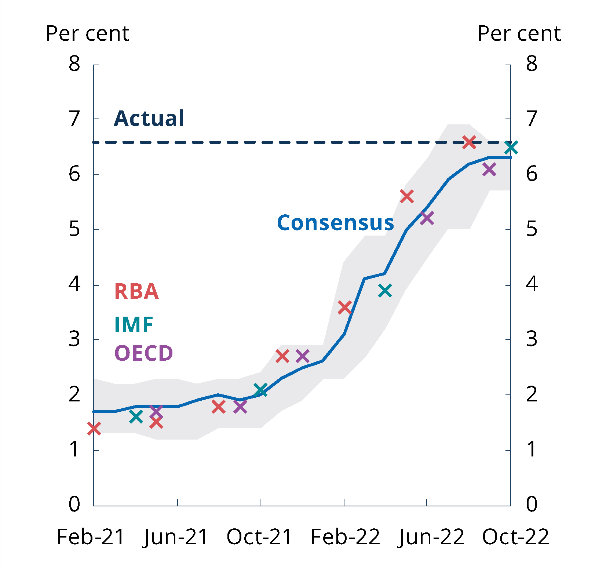 Per cent Per cent
8 8
Actual
7 7
6 6
Consensus
5 5
4 4
RBA
IMF
3 3
OECD
2 2
1 1
0 0
Feb-21 Jun-21 Oct-21 Feb-22 Jun-22 Oct-22